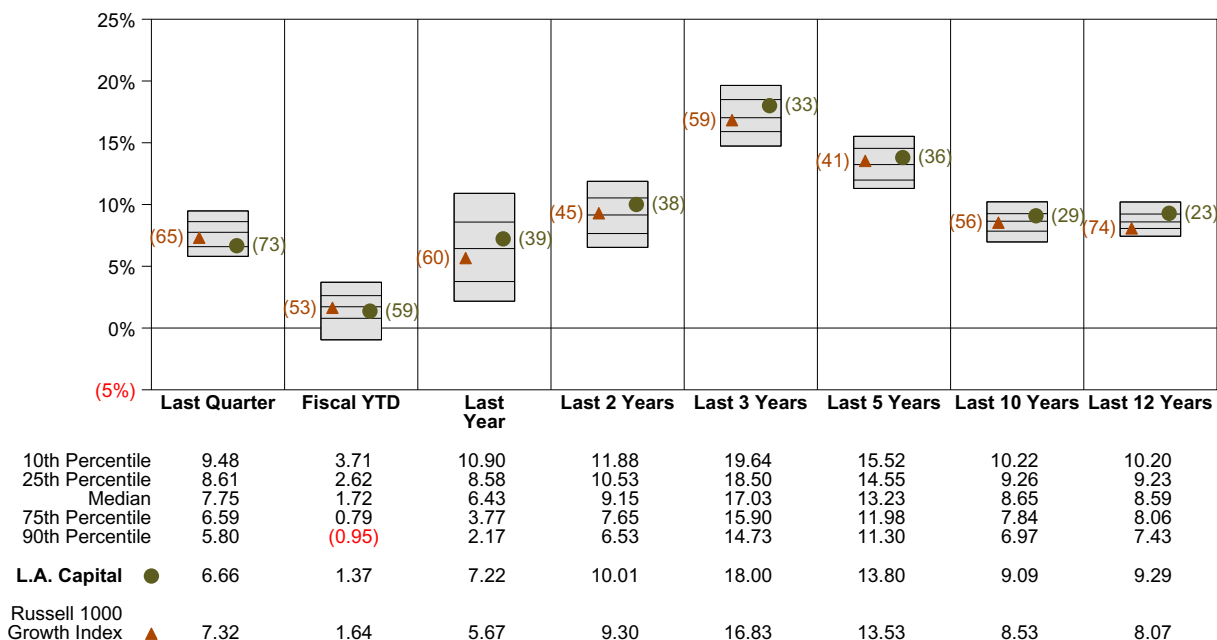 25%
20%
15%
10%
5%
0%
(5%)
(65) (73)
(53) (59)
(60) (39)
(45) (38)
(59) (33)
(41) (36)
(56) (29)
(74) (23)
Last Quarter Fiscal YTD Last Year Last 2 Years Last 3 Years Last 5 Years Last 10 Years Last 12 Years
10th Percentile 9.48 3.71 10.90 11.88 19.64 15.52 10.22 10.20
25th Percentile 8.61 2.62 8.58 10.53 18.50 14.55 9.26 9.23
Median 7.75 1.72 6.43 9.15 17.03 13.23 8.65 8.59
75th Percentile 6.59 0.79 3.77 7.65 15.90 11.98 7.84 8.06
90th Percentile 5.80 (0.95) 2.17 6.53 14.73 11.30 6.97 7.43
L.A. Capital 6.66 1.37 7.22 10.01 18.00 13.80 9.09 9.29
Russell 1000
Growth Index 7.32 1.64 5.67 9.30 16.83 13.53 8.53 8.07